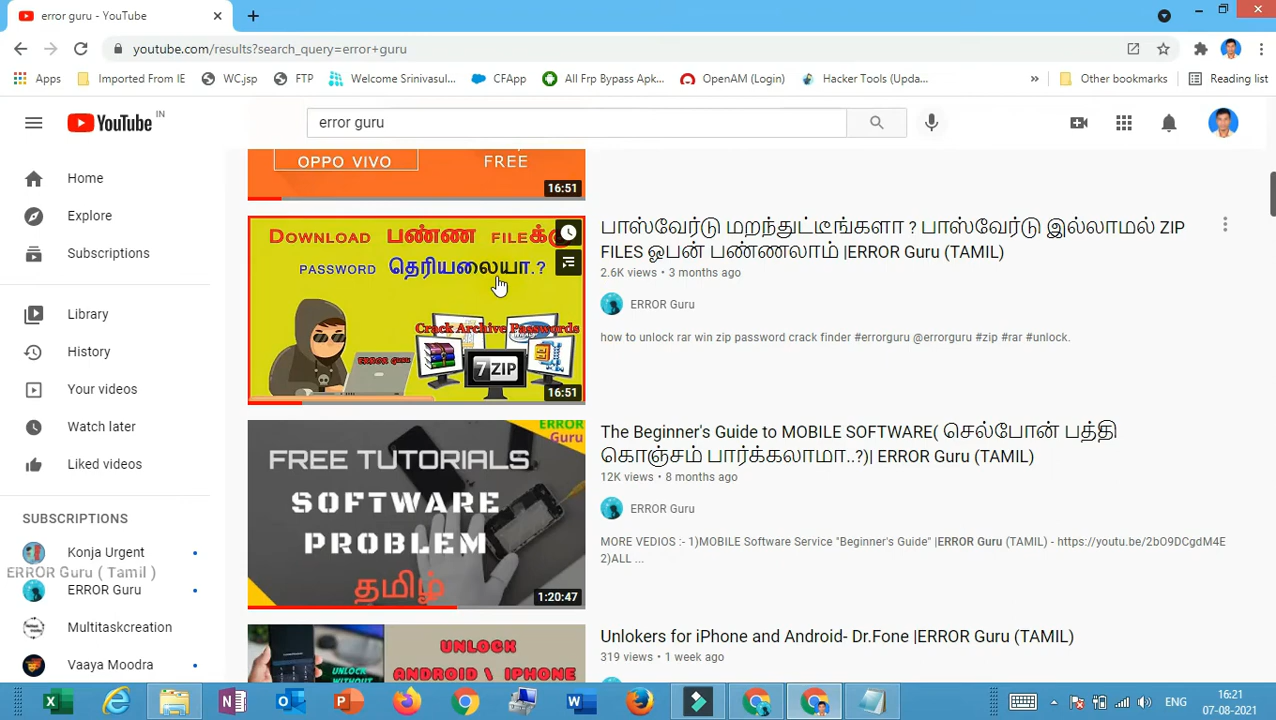 error guru - YouTube
youtube.com/results?search_query=error+guru
Apps
Imported From IE
WC.jsp
FTP
Welcome Srinivasul...
CFApp
All Frp Bypass Apk...
OpenAM (Login)
Hacker Tools (Upda...
»
Other bookmarks
Reading list
YouTube IN
error guru
Home
Explore
Subscriptions
Library
History
Your videos
Watch later
Liked videos
SUBSCRIPTIONS
Konja Urgent
ERROR Guru ( Tamil )
ERROR Guru
Multitaskcreation
Vaaya Moodra
OPPO VIVO
FREE
16:51
DOWNLOAD பண்ண FILEக்கு
PASSWORD தெரியலையா.?
Crack Archive Passwords
ERROR GURU
7 ZIP
16:51
பாஸ்வேர்டு மறந்துட்டீங்களா ? பாஸ்வேர்டு இல்லாமல் ZIP
FILES ஓபன் பண்ணலாம் |ERROR Guru (TAMIL)
2.6K views • 3 months ago
ERROR Guru
how to unlock rar win zip password crack finder #errorguru @errorguru #zip #rar #unlock.
ERROR
Guru
FREE TUTORIALS
SOFTWARE
PROBLEM
தமிழ்
1:20:47
The Beginner's Guide to MOBILE SOFTWARE( செல்போன் பத்தி
கொஞ்சம் பார்க்கலாமா..?)| ERROR Guru (TAMIL)
12K views • 8 months ago
ERROR Guru
MORE VEDIOS :- 1)MOBILE Software Service "Beginner's Guide" |ERROR Guru (TAMIL) - https://youtu.be/2bO9DCgdM4E
2)ALL ...
UNLOCK
ANDROID \ IPHONE
Unlokers for iPhone and Android- Dr.Fone |ERROR Guru (TAMIL)
319 views • 1 week ago
ENG
16:21
07-08-2021